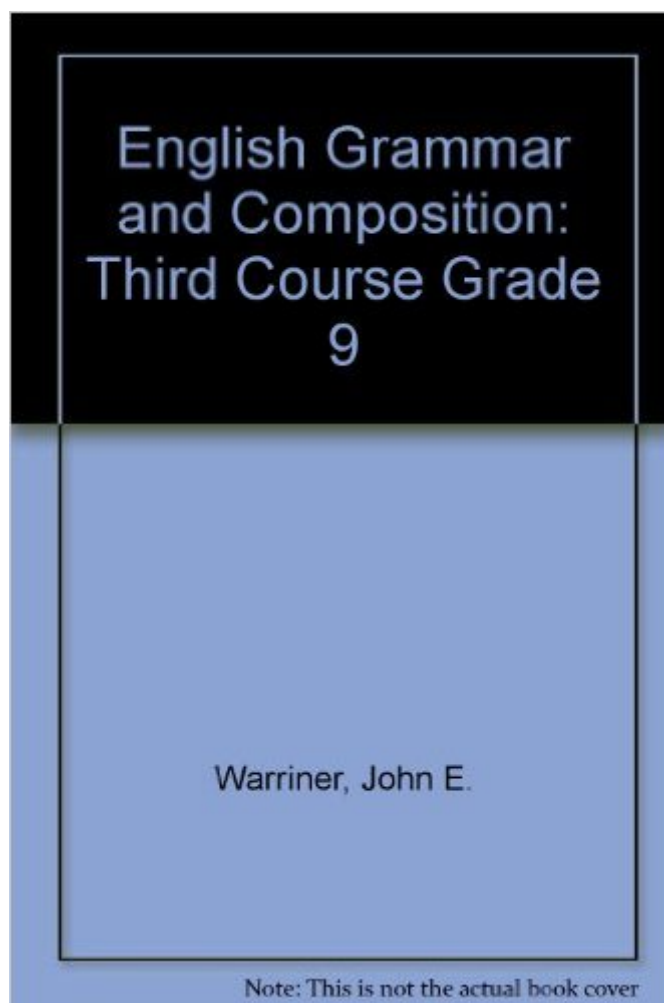 English Grammar
and Composition:
Third Course Grade
9
Warriner, John E.
Note: This is not the actual book cover